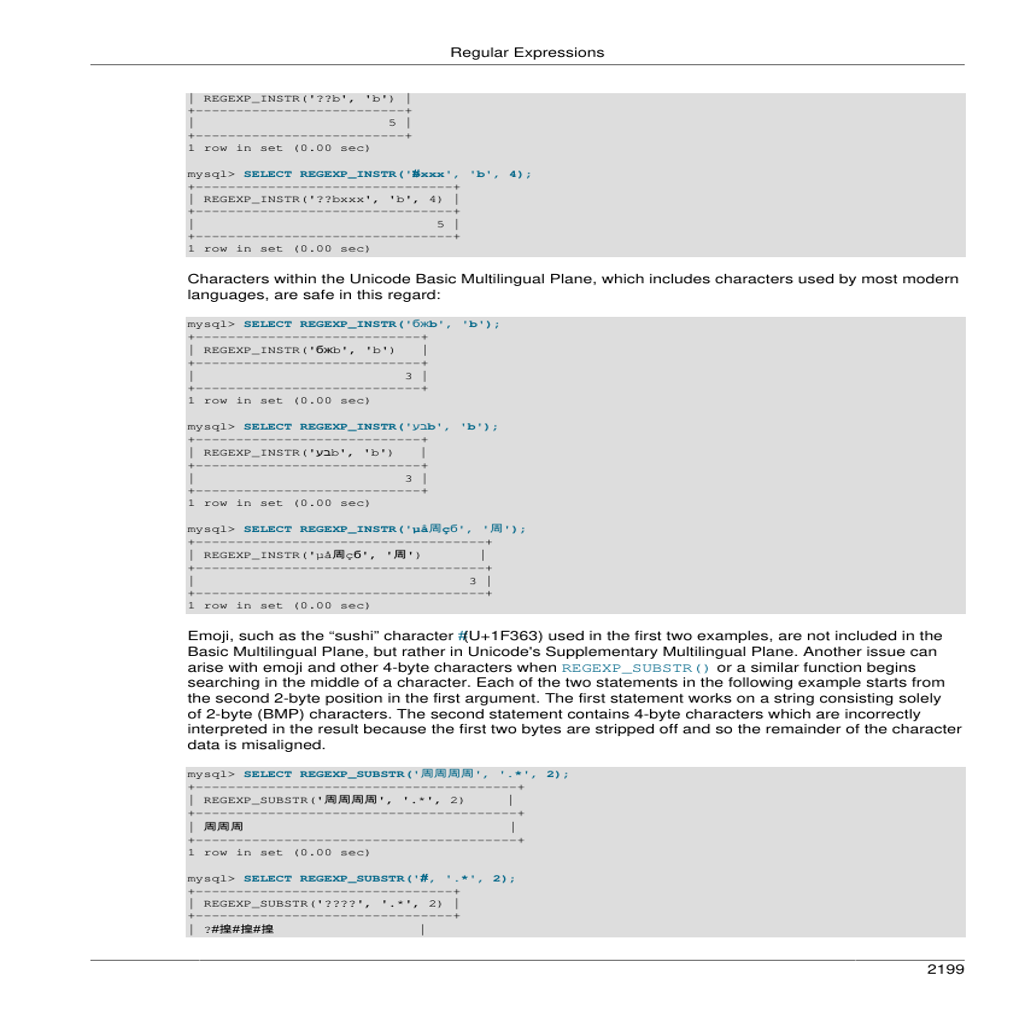 Regular Expressions
| REGEXP_INSTR('??b', 'b') |
+--------------------------+
|                        5 |
+--------------------------+
1 row in set (0.00 sec)
mysql> SELECT REGEXP_INSTR('#xxx', 'b', 4);
+--------------------------------+
| REGEXP_INSTR('??bxxx', 'b', 4) |
+--------------------------------+
|                              5 |
+--------------------------------+
1 row in set (0.00 sec)
Characters within the Unicode Basic Multilingual Plane, which includes characters used by most modern
languages, are safe in this regard:
mysql> SELECT REGEXP_INSTR('бжb', 'b');
+----------------------------+
| REGEXP_INSTR('бжb', 'b')   |
+----------------------------+
|                          3 |
+----------------------------+
1 row in set (0.00 sec)
mysql> SELECT REGEXP_INSTR('עבb', 'b');
+----------------------------+
| REGEXP_INSTR('עבb', 'b')   |
+----------------------------+
|                          3 |
+----------------------------+
1 row in set (0.00 sec)
mysql> SELECT REGEXP_INSTR('µå周çб', '周');
+------------------------------------+
| REGEXP_INSTR('µå周çб', '周')       |
+------------------------------------+
|                                  3 |
+------------------------------------+
1 row in set (0.00 sec)
Emoji, such as the “sushi” character #(U+1F363) used in the first two examples, are not included in the
Basic Multilingual Plane, but rather in Unicode's Supplementary Multilingual Plane. Another issue can
arise with emoji and other 4-byte characters when REGEXP_SUBSTR() or a similar function begins
searching in the middle of a character. Each of the two statements in the following example starts from
the second 2-byte position in the first argument. The first statement works on a string consisting solely
of 2-byte (BMP) characters. The second statement contains 4-byte characters which are incorrectly
interpreted in the result because the first two bytes are stripped off and so the remainder of the character
data is misaligned.
mysql> SELECT REGEXP_SUBSTR('周周周周', '.*', 2);
+----------------------------------------+
| REGEXP_SUBSTR('周周周周', '.*', 2)     |
+----------------------------------------+
| 周周周                                 |
+----------------------------------------+
1 row in set (0.00 sec)
mysql> SELECT REGEXP_SUBSTR('#, '.*', 2);
+--------------------------------+
| REGEXP_SUBSTR('????', '.*', 2) |
+--------------------------------+
| ?#揘#揘#揘                     |
2199